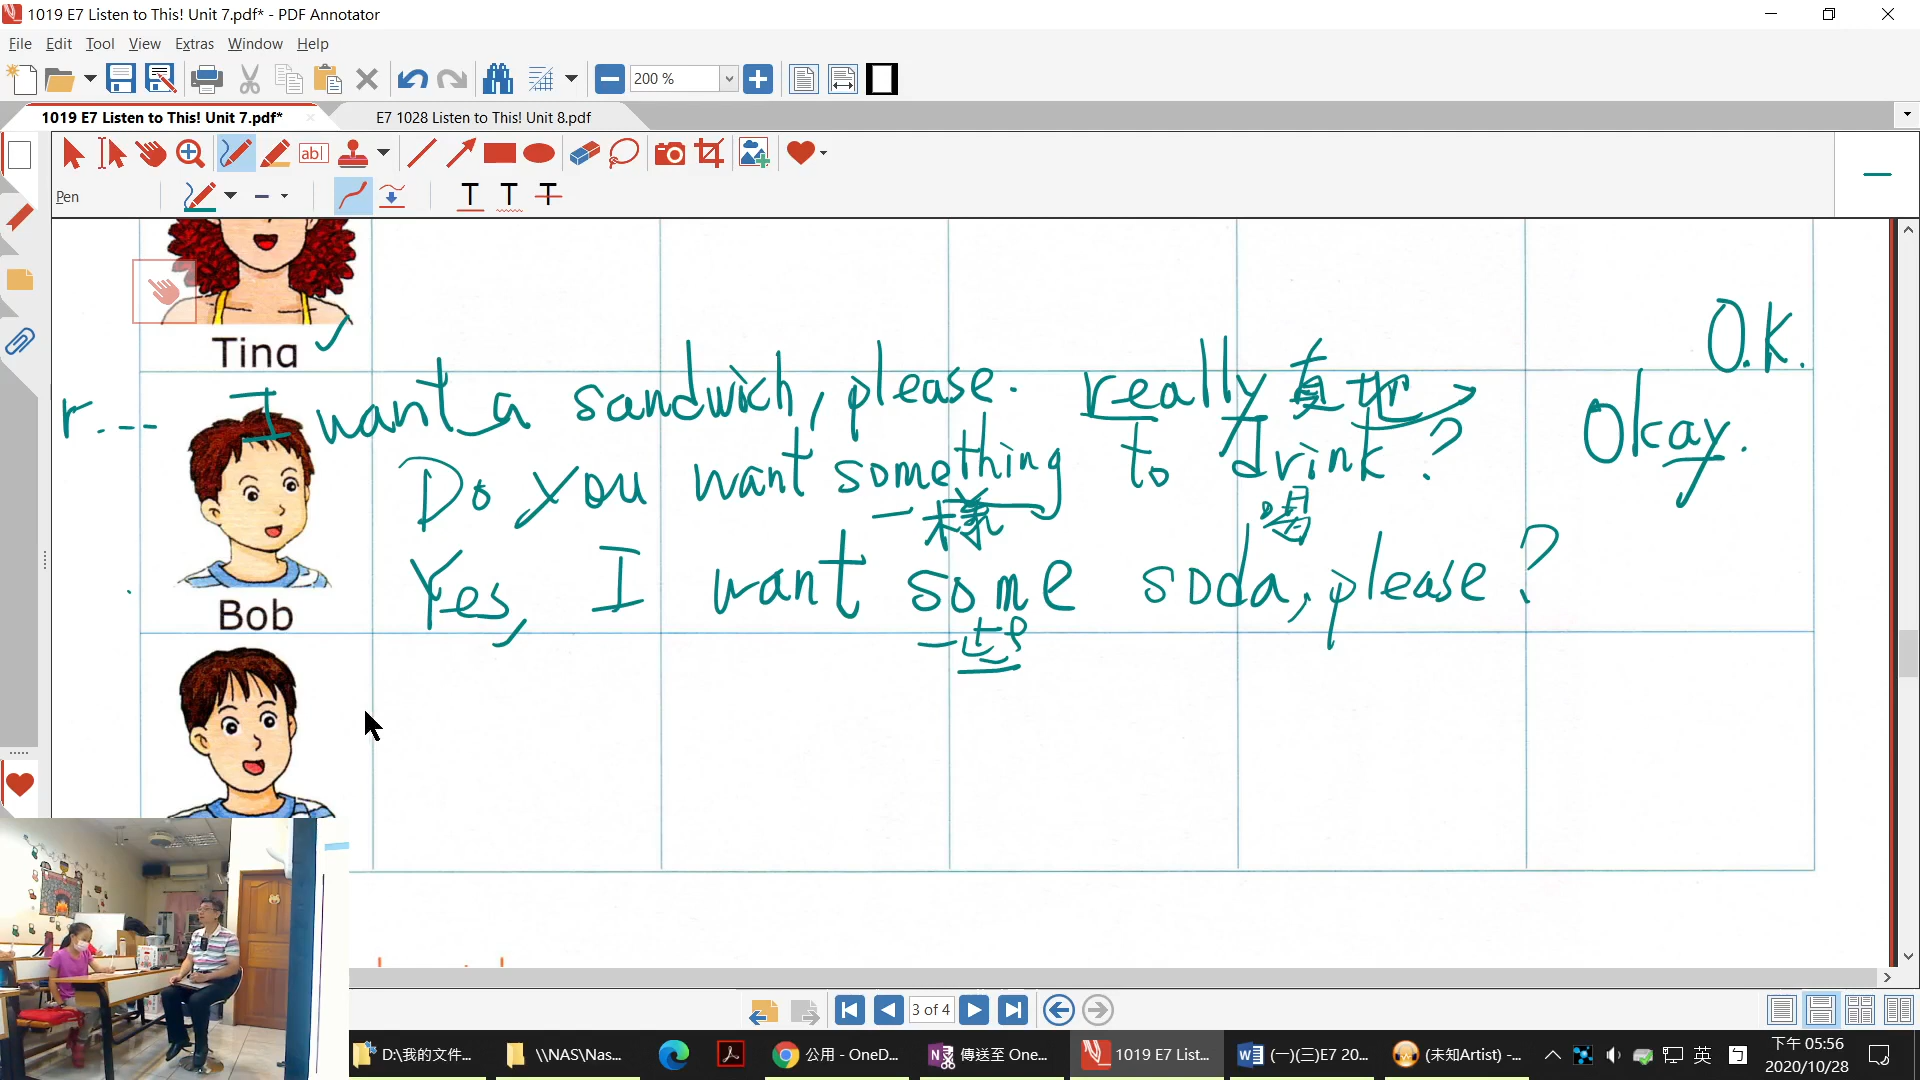 1019 E7 Listen to This! Unit 7.pdf* - PDF Annotator
File Edit Tool View Extras Window Help
200 %
1019 E7 Listen to This! Unit 7.pdf*
E7 1028 Listen to This! Unit 8.pdf
ab
Pen
T T T
O.K.
Tina
r... I want a sandwich, please. really 真地
Okay.
Do you want something to drink?
一樣 喝
Yes, I want some soda, please?
Bob
一些
3 of 4
D:\我的文件...
\\NAS\Nas...
公用 - OneD...
傳送至 One...
1019 E7 List...
(一)(三)E7 20...
(未知Artist) -...
英
ㄅ
下午 05:56
2020/10/28